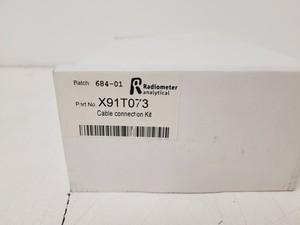 Batch: 684-01
Radiometer
analytical
Part No. X91T073
Cable connection Kit